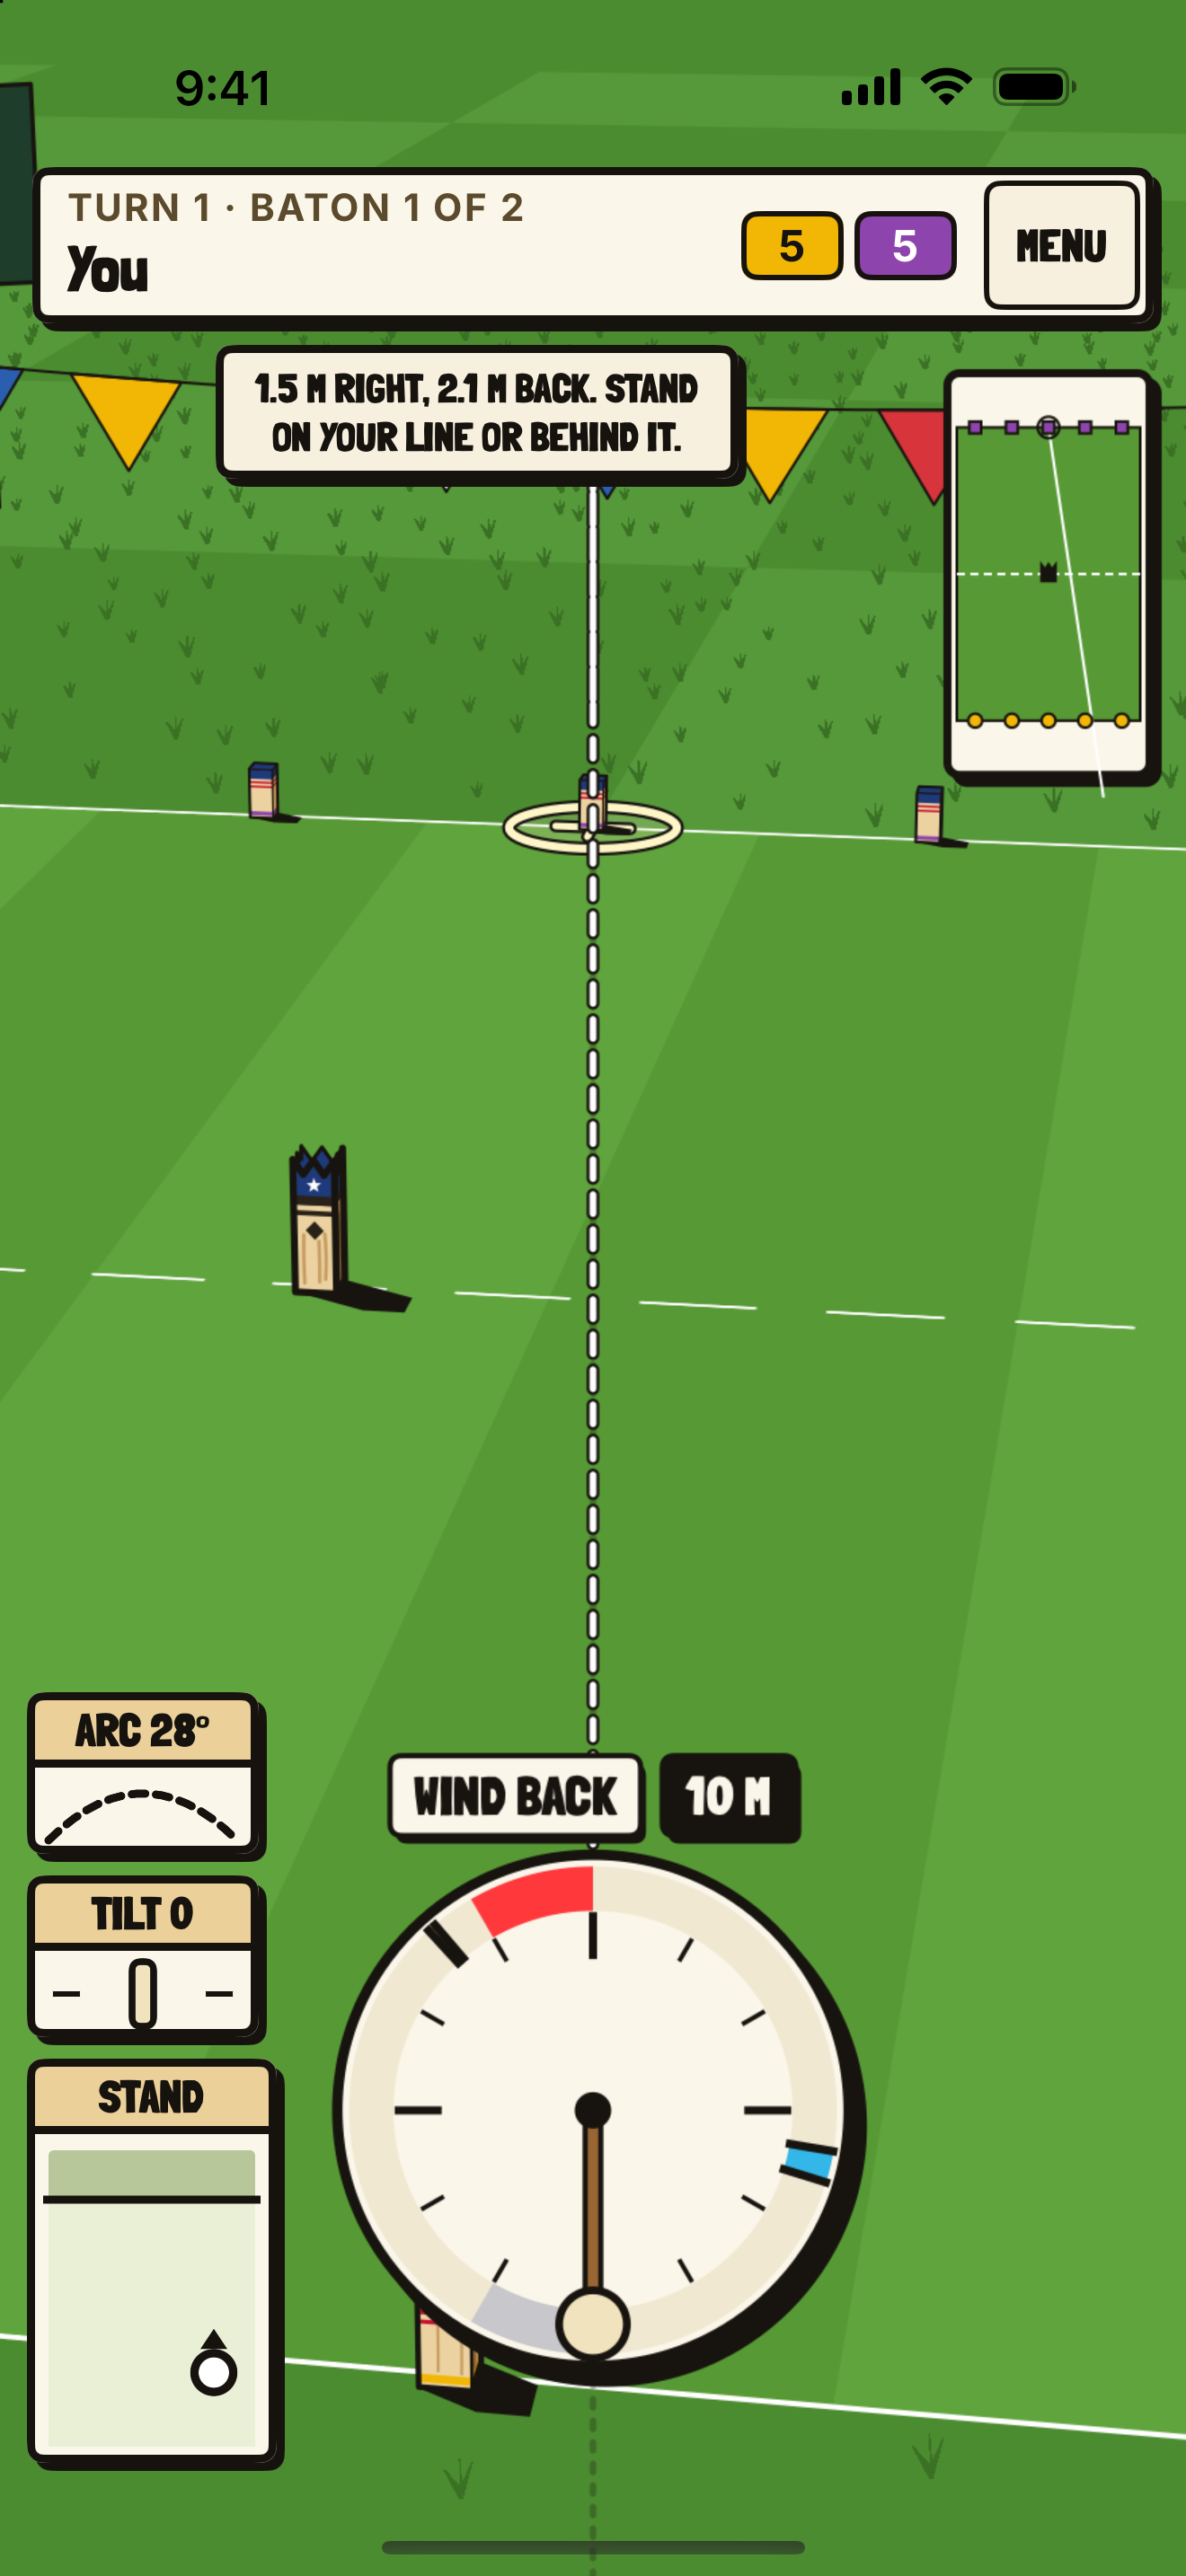 9:41
TURN 1 · BATON 1 OF 2
You
5
5
MENU
1.5 M RIGHT, 2.1 M BACK. STAND
ON YOUR LINE OR BEHIND IT.
ARC 28°
WIND BACK
10 M
TILT 0
STAND